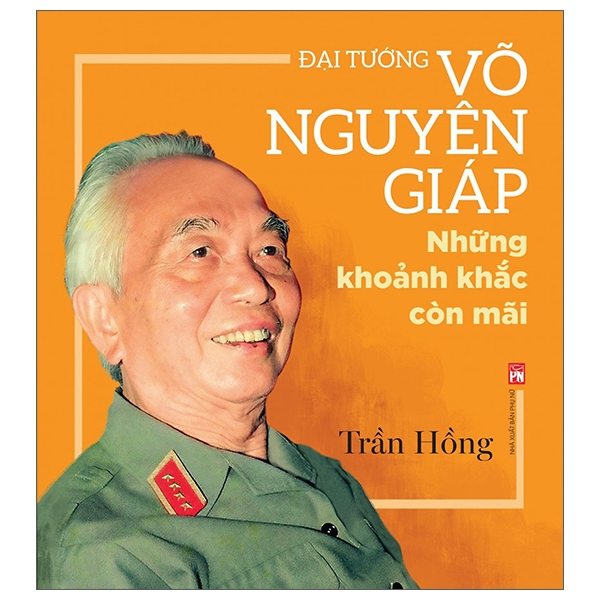 ĐẠI TƯỚNG VÕ
NGUYÊN
GIÁP
Những
khoảnh khắc
còn mãi
PN
NHÀ XUẤT BẢN PHỤ NỮ
Trần Hồng